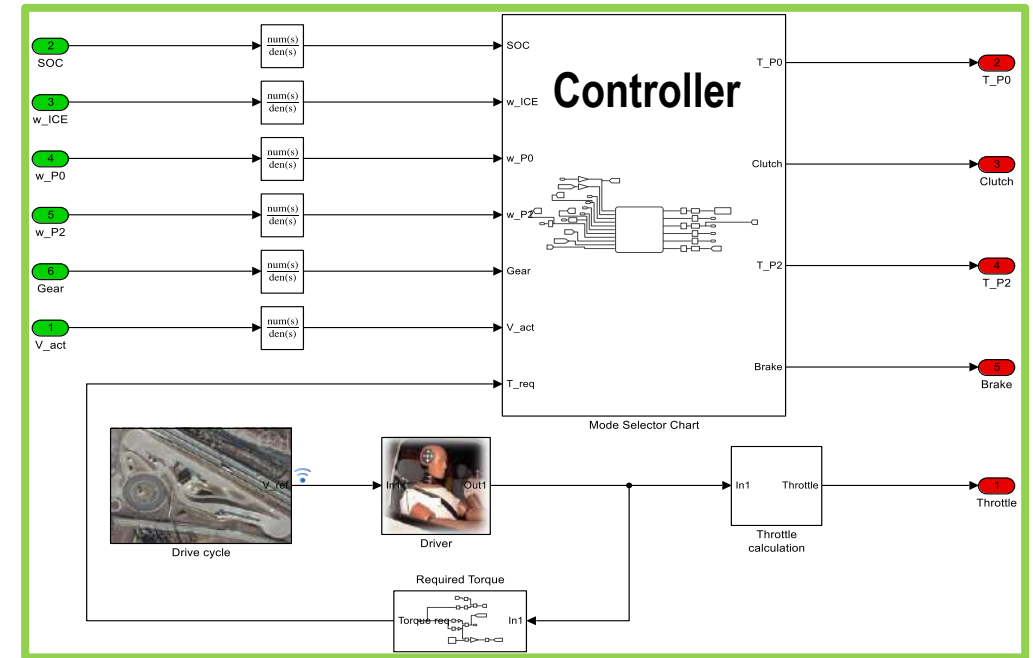 2
SOC
num(s)
den(s)
SOC
3
w_ICE
num(s)
den(s)
w_ICE
4
w_P0
num(s)
den(s)
w_P0
5
w_P2
num(s)
den(s)
w_P2
6
Gear
num(s)
den(s)
Gear
1
V_act
num(s)
den(s)
V_act
T_req
Controller
T_P0
Clutch
T_P2
Brake
Mode Selector Chart
2
T_P0
3
Clutch
4
T_P2
5
Brake
V_ref
Drive cycle
In1
Out1
Driver
In1
Throttle
Throttle
calculation
1
Throttle
Required Torque
Torque req
In1